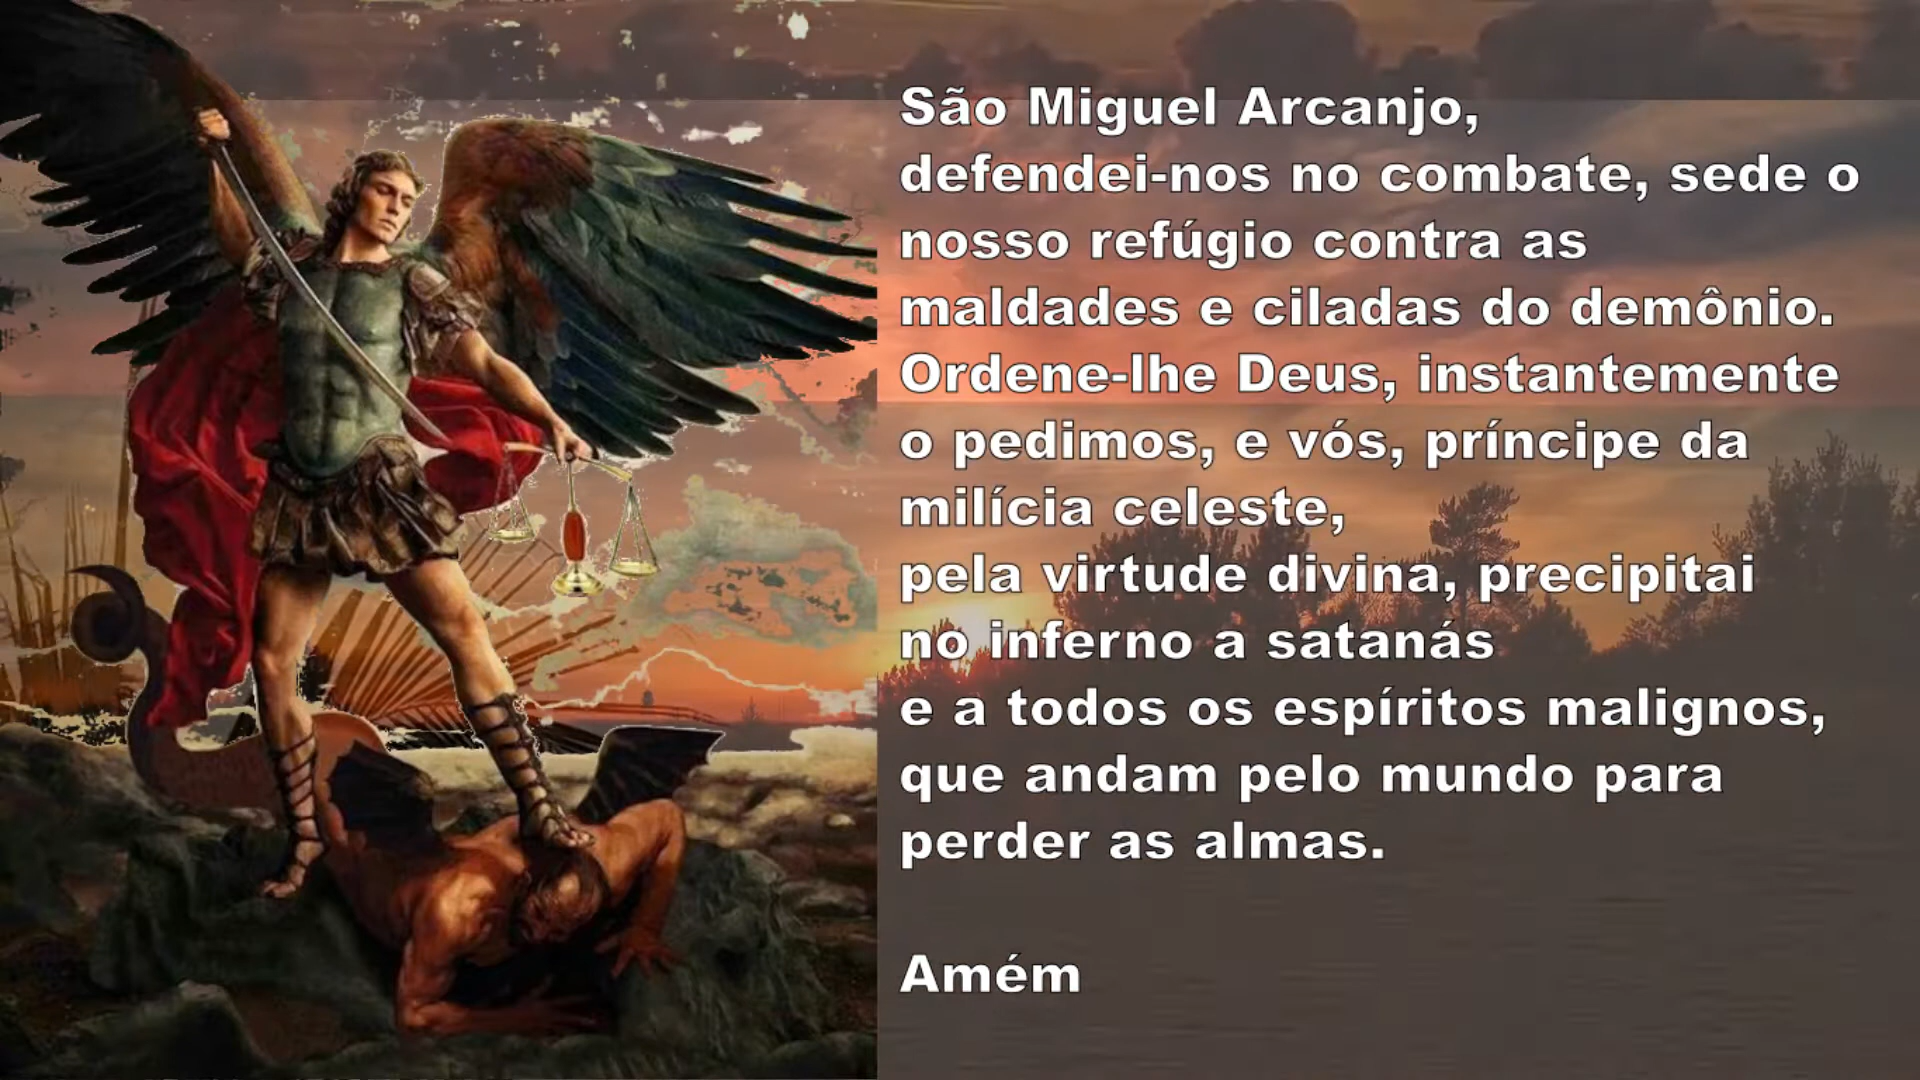 São Miguel Arcanjo,
defendei-nos no combate, sede o
nosso refúgio contra as
maldades e ciladas do demônio.
Ordene-lhe Deus, instantemente
o pedimos, e vós, príncipe da
milícia celeste,
pela virtude divina, precipitai
no inferno a satanás
e a todos os espíritos malignos,
que andam pelo mundo para
perder as almas.
Amém